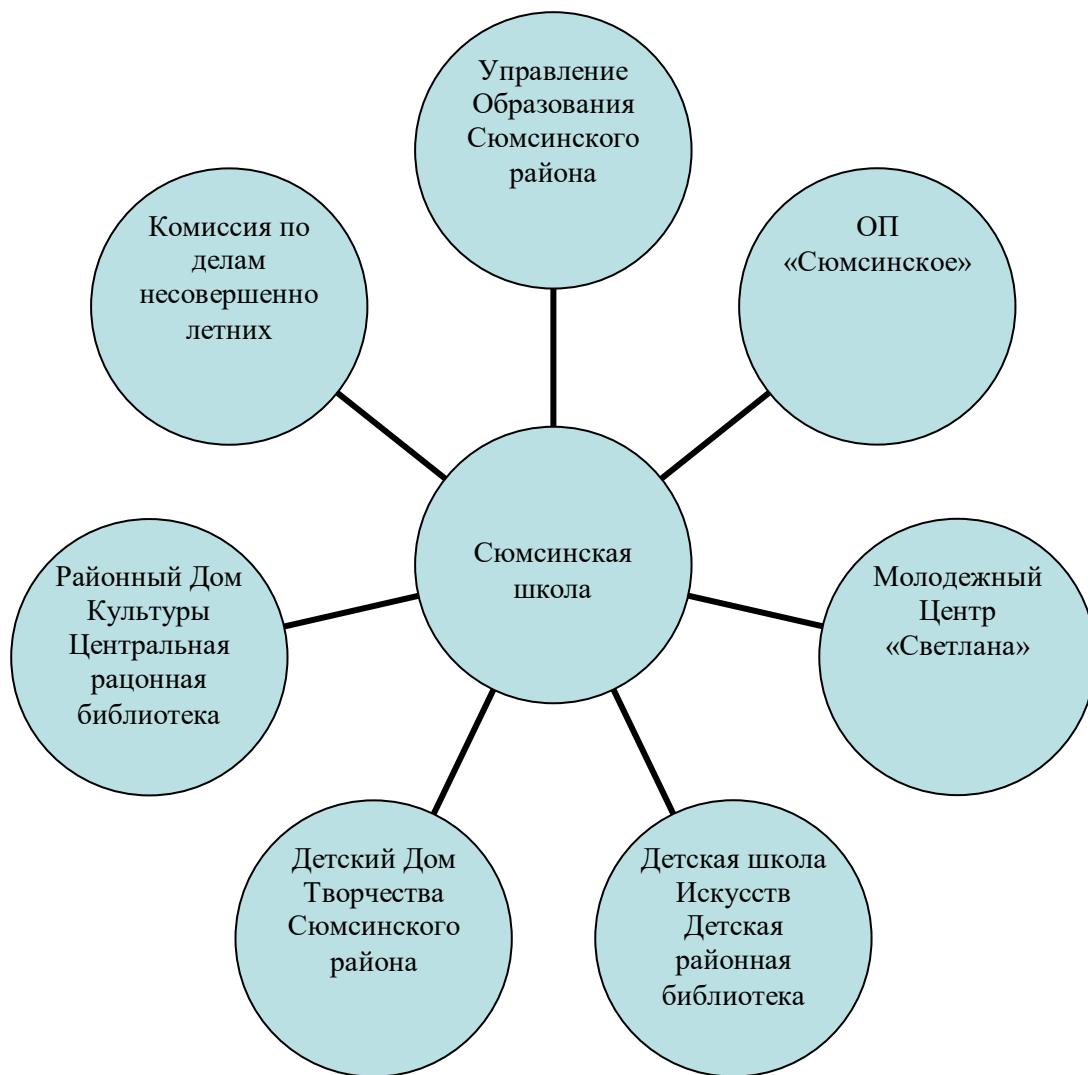 Управление
Образования
Сюмсинского
района
ОП
«Сюмсинское»
Комиссия по
делам
несовершенно
летних
Сюмсинская
школа
Районный Дом
Культуры
Центральная
рацонная
библиотека
Молодежный
Центр
«Светлана»
Детский Дом
Творчества
Сюмсинского
района
Детская школа
Искусств
Детская
районная
библиотека